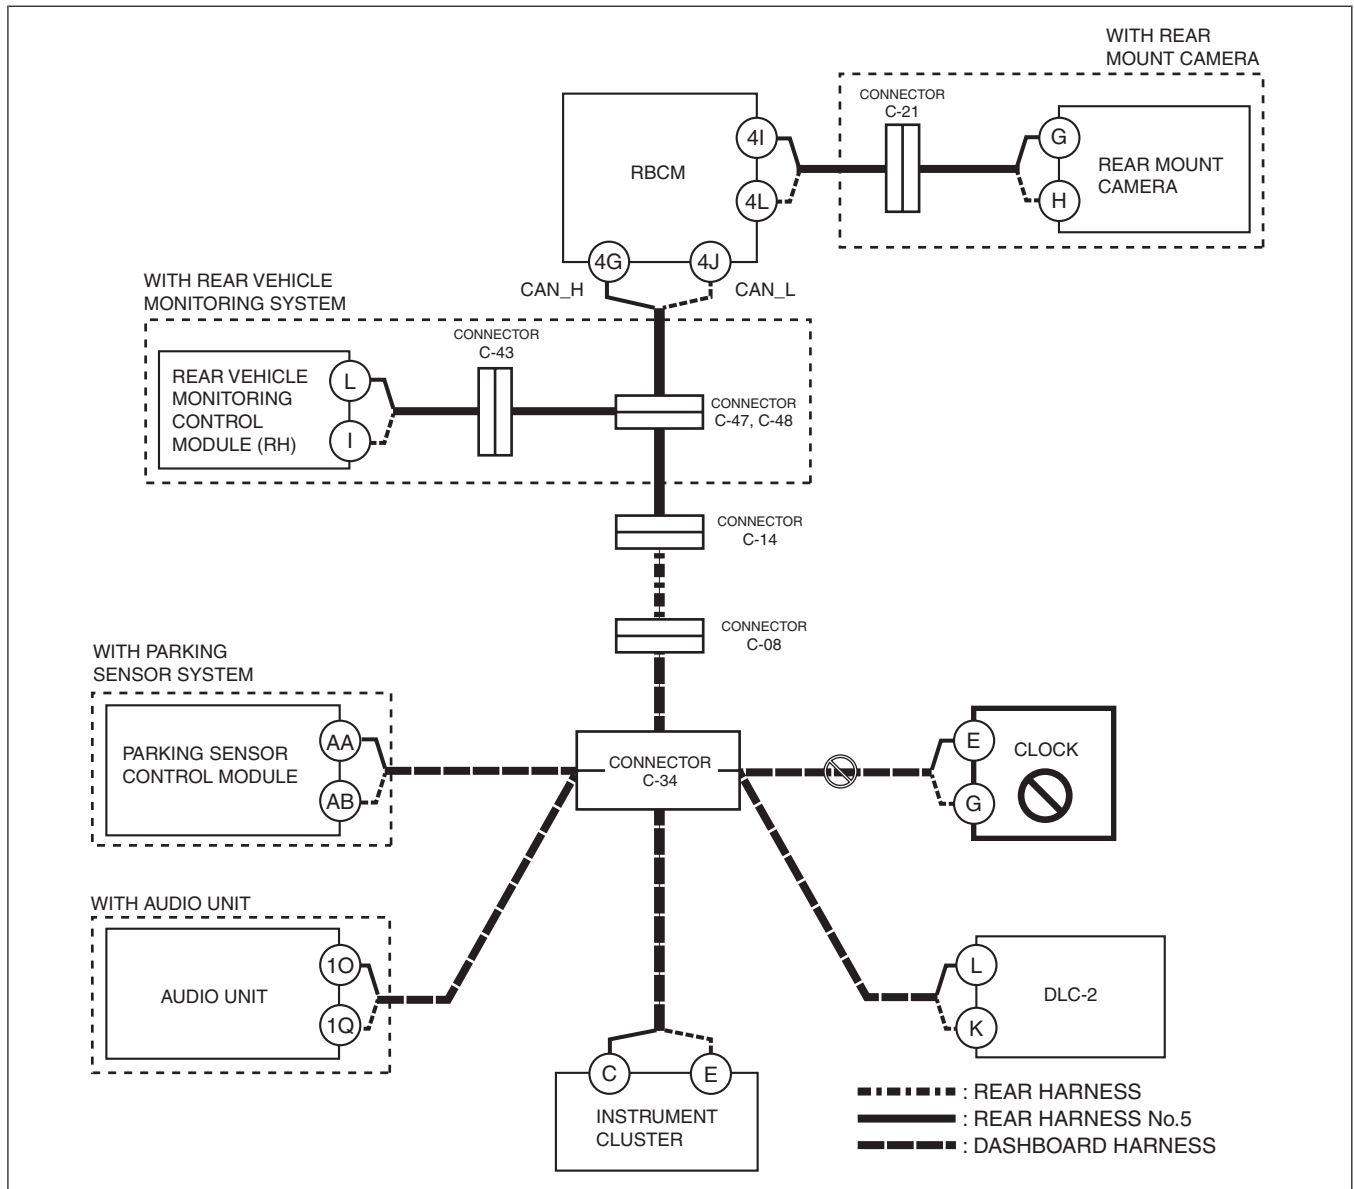 WITH REAR
MOUNT CAMERA
CONNECTOR
C-21
4I
G
RBCM
REAR MOUNT
CAMERA
4L
H
4G
4J
CAN_H
CAN_L
WITH REAR VEHICLE
MONITORING SYSTEM
CONNECTOR
C-43
REAR VEHICLE
MONITORING
CONTROL
MODULE (RH)
L
I
CONNECTOR
C-47, C-48
CONNECTOR
C-14
CONNECTOR
C-08
WITH PARKING
SENSOR SYSTEM
PARKING SENSOR
CONTROL MODULE
AA
AB
CONNECTOR
C-34
E
G
CLOCK
WITH AUDIO UNIT
AUDIO UNIT
1O
1Q
L
K
DLC-2
C
E
INSTRUMENT
CLUSTER
: REAR HARNESS
: REAR HARNESS No.5
: DASHBOARD HARNESS